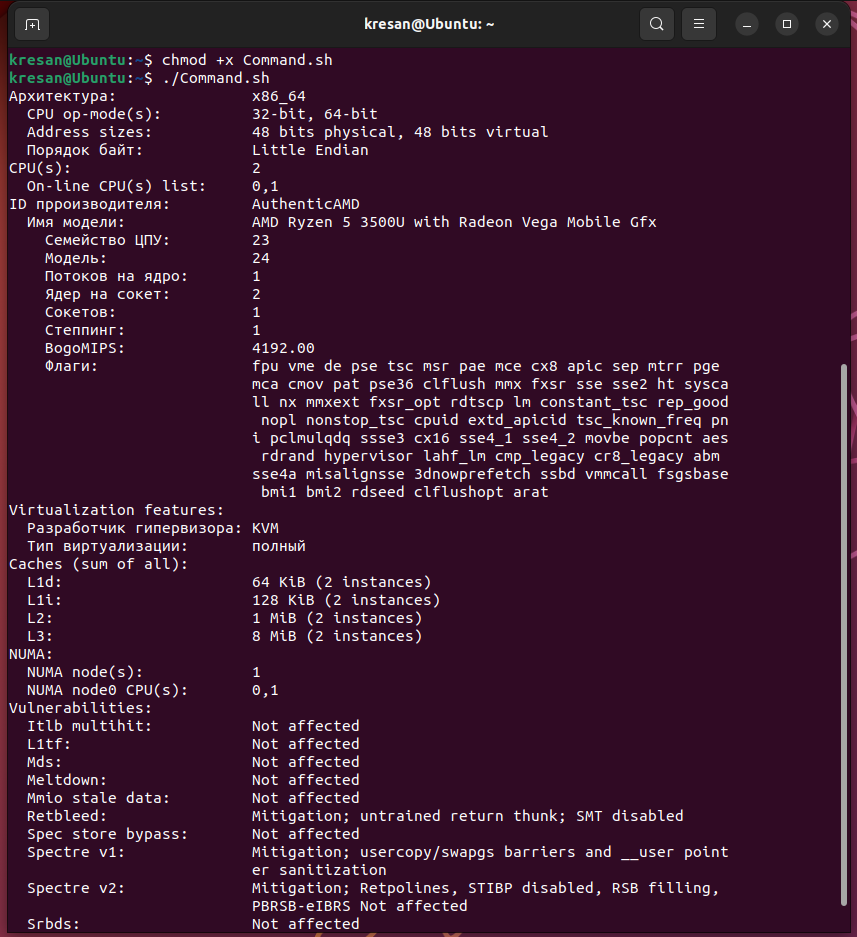 kresan@Ubuntu: ~
kresan@Ubuntu:~$ chmod +x Command.sh
kresan@Ubuntu:~$ ./Command.sh
Архитектура: x86_64
CPU op-mode(s): 32-bit, 64-bit
Address sizes: 48 bits physical, 48 bits virtual
Порядок байт: Little Endian
CPU(s): 2
On-line CPU(s) list: 0,1
ID прроизводителя: AuthenticAMD
Имя модели: AMD Ryzen 5 3500U with Radeon Vega Mobile Gfx
Семейство ЦПУ: 23
Модель: 24
Потоков на ядро: 1
Ядер на сокет: 2
Сокетов: 1
Степпинг: 1
BogoMIPS: 4192.00
Флаги: fpu vme de pse tsc msr pae mce cx8 apic sep mtrr pge
mca cmov pat pse36 clflush mmx fxsr sse sse2 ht sysca
ll nx mmxext fxsr_opt rdtscp lm constant_tsc rep_good
nopl nonstop_tsc cpuid extd_apicid tsc_known_freq pn
i pclmulqdq ssse3 cx16 sse4_1 sse4_2 movbe popcnt aes
rdrand hypervisor lahf_lm cmp_legacy cr8_legacy abm
sse4a misalignsse 3dnowprefetch ssbd vmmcall fsgsbase
bmi1 bmi2 rdseed clflushopt arat
Virtualization features:
Разработчик гипервизора: KVM
Тип виртуализации: полный
Caches (sum of all):
L1d: 64 KiB (2 instances)
L1i: 128 KiB (2 instances)
L2: 1 MiB (2 instances)
L3: 8 MiB (2 instances)
NUMA:
NUMA node(s): 1
NUMA node0 CPU(s): 0,1
Vulnerabilities:
Itlb multihit: Not affected
L1tf: Not affected
Mds: Not affected
Meltdown: Not affected
Mmio stale data: Not affected
Retbleed: Mitigation; untrained return thunk; SMT disabled
Spec store bypass: Not affected
Spectre v1: Mitigation; usercopy/swapgs barriers and __user point
er sanitization
Spectre v2: Mitigation; Retpolines, STIBP disabled, RSB filling,
PBRSB-eIBRS Not affected
Srbds: Not affected